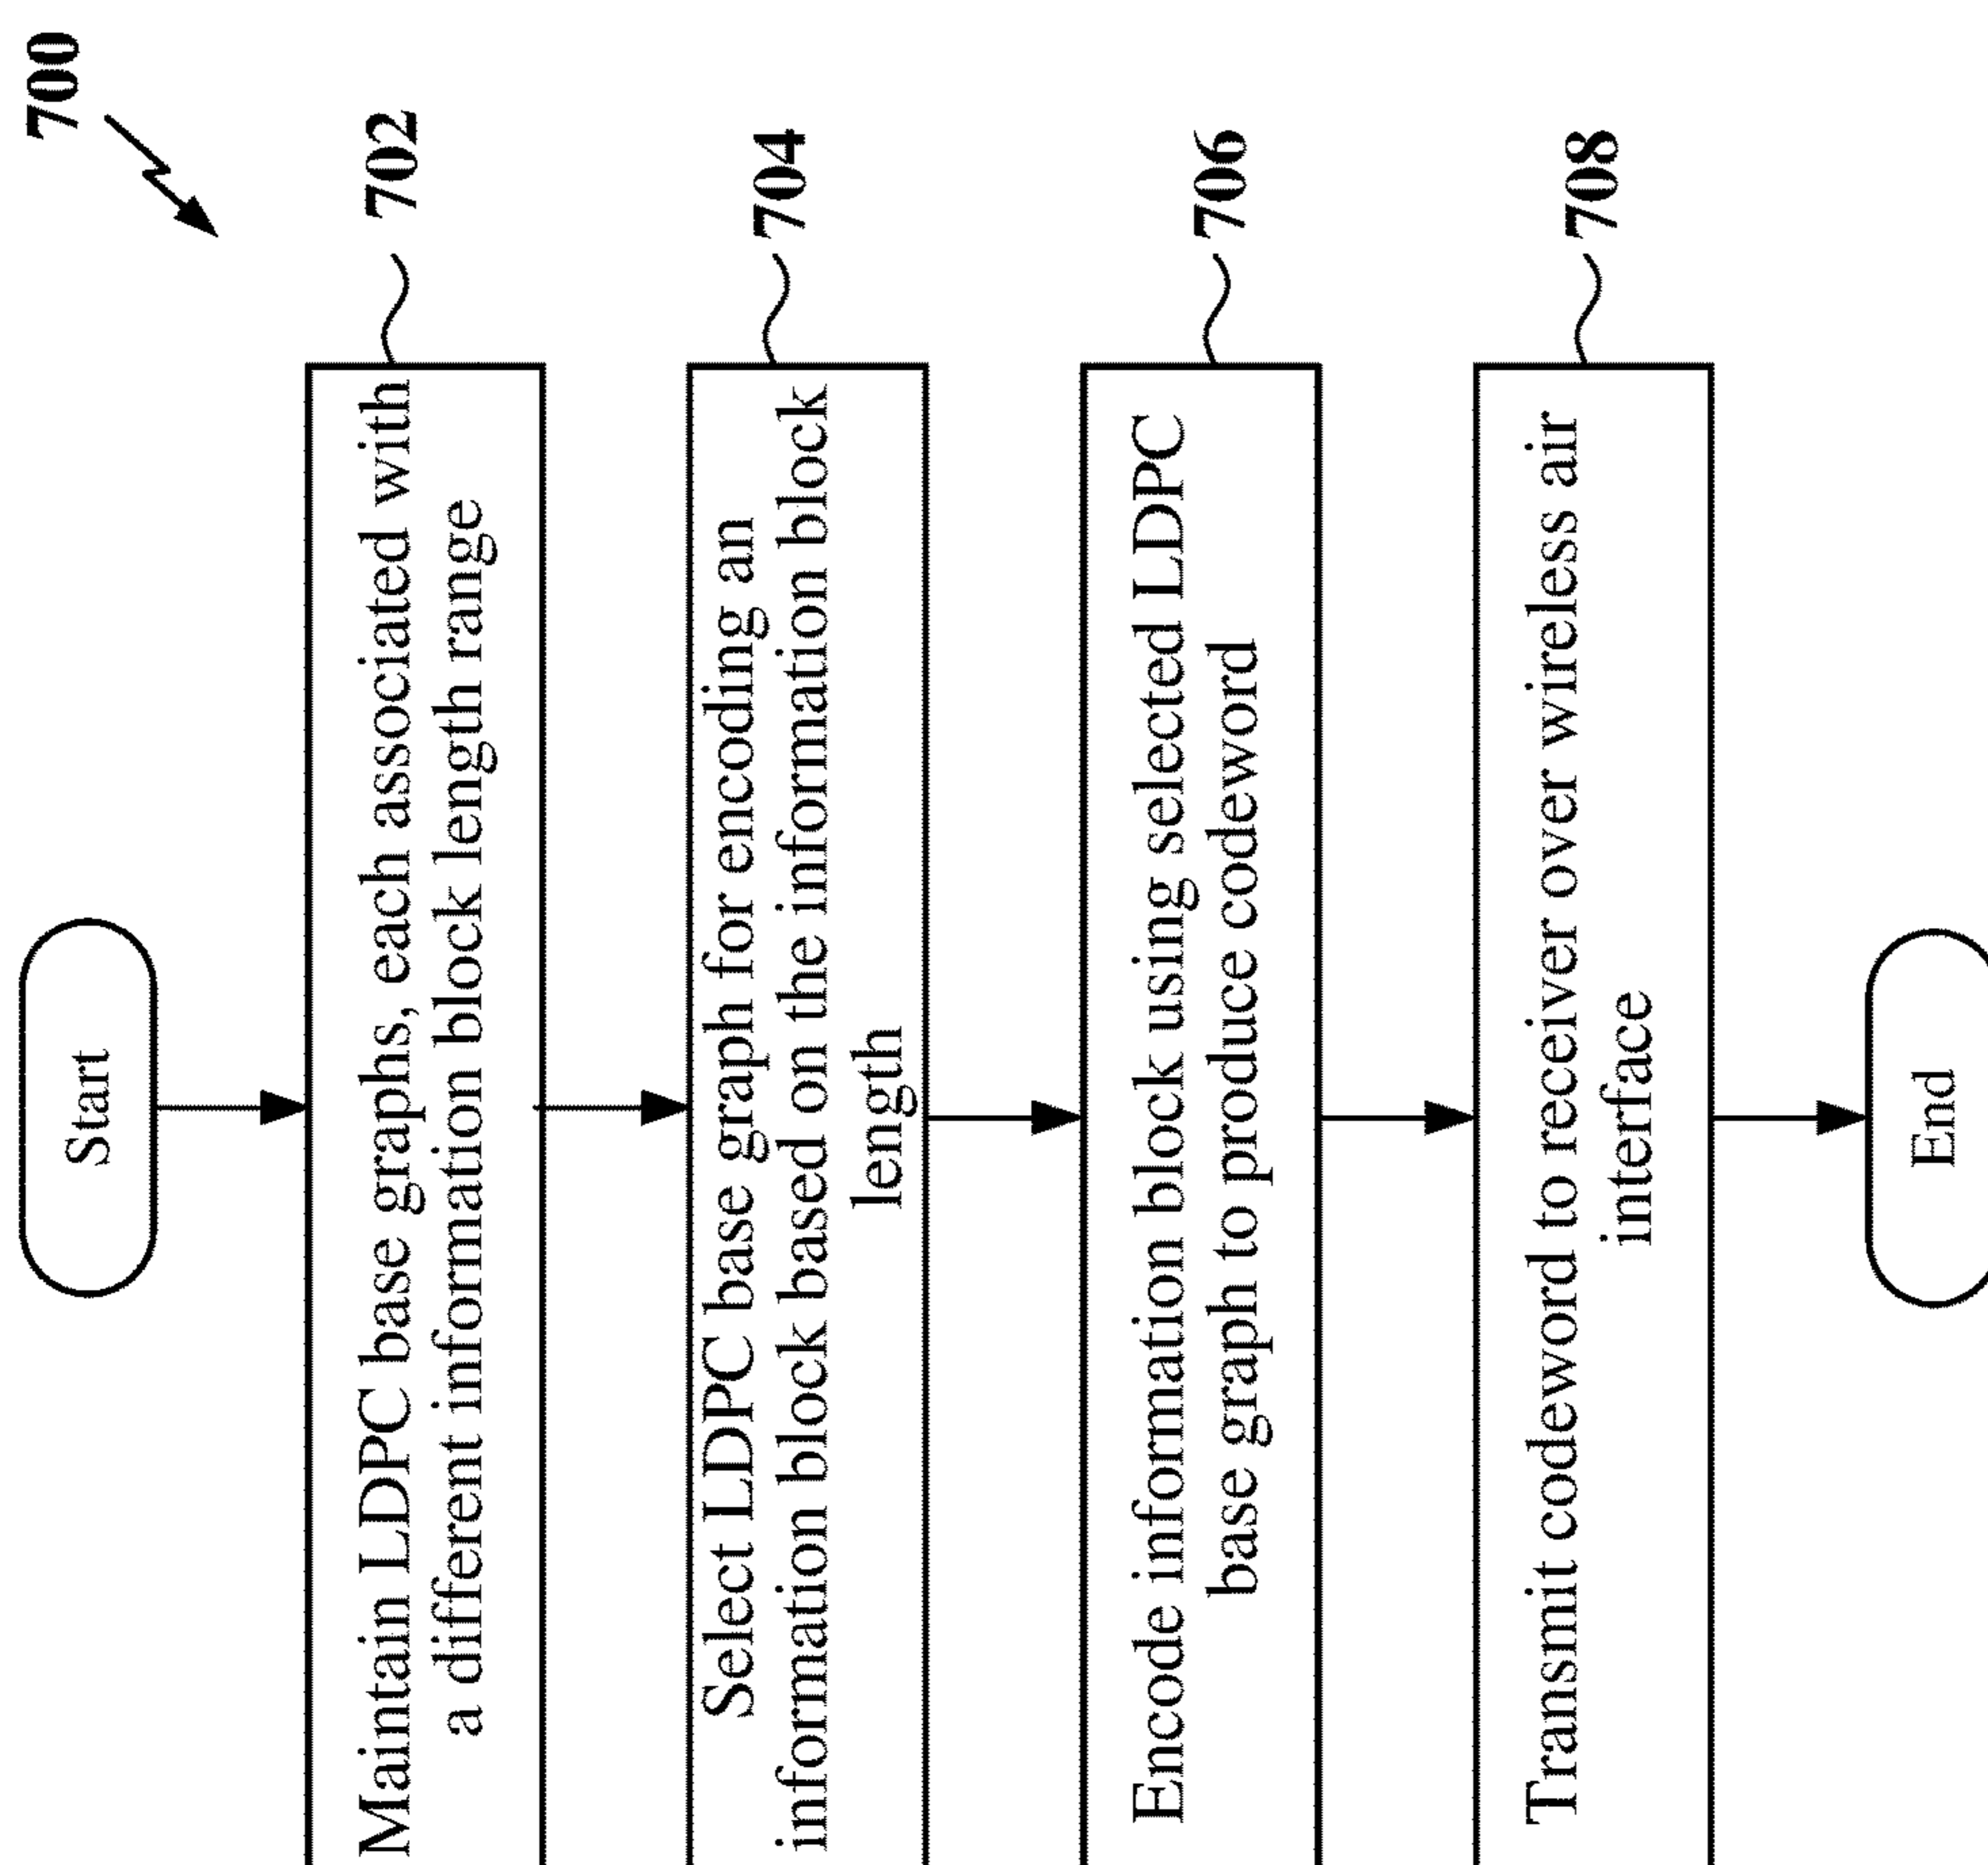 700
Start
Maintain LDPC base graphs, each associated with
a different information block length range
702
Select LDPC base graph for encoding an
information block based on the information block
length
704
Encode information block using selected LDPC
base graph to produce codeword
706
Transmit codeword to receiver over wireless air
interface
708
End